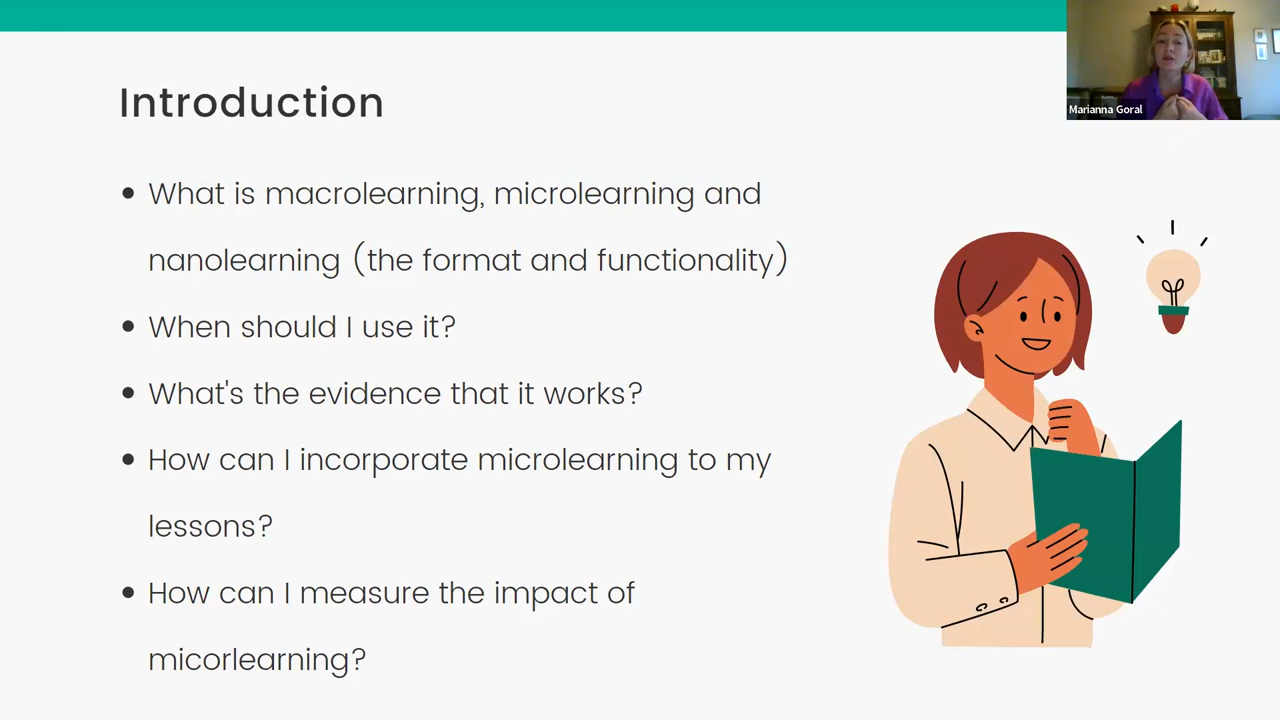 Introduction
• What is macrolearning, microlearning and
nanolearning (the format and functionality)
• When should I use it?
• What's the evidence that it works?
• How can I incorporate microlearning to my
lessons?
• How can I measure the impact of
micorlearning?
Marianna Goral